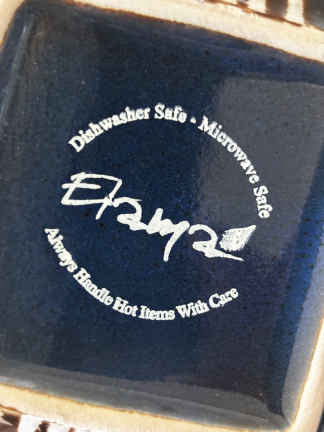 Dishwasher Safe - Microwave Safe
Elama
Always Handle Hot Items With Care